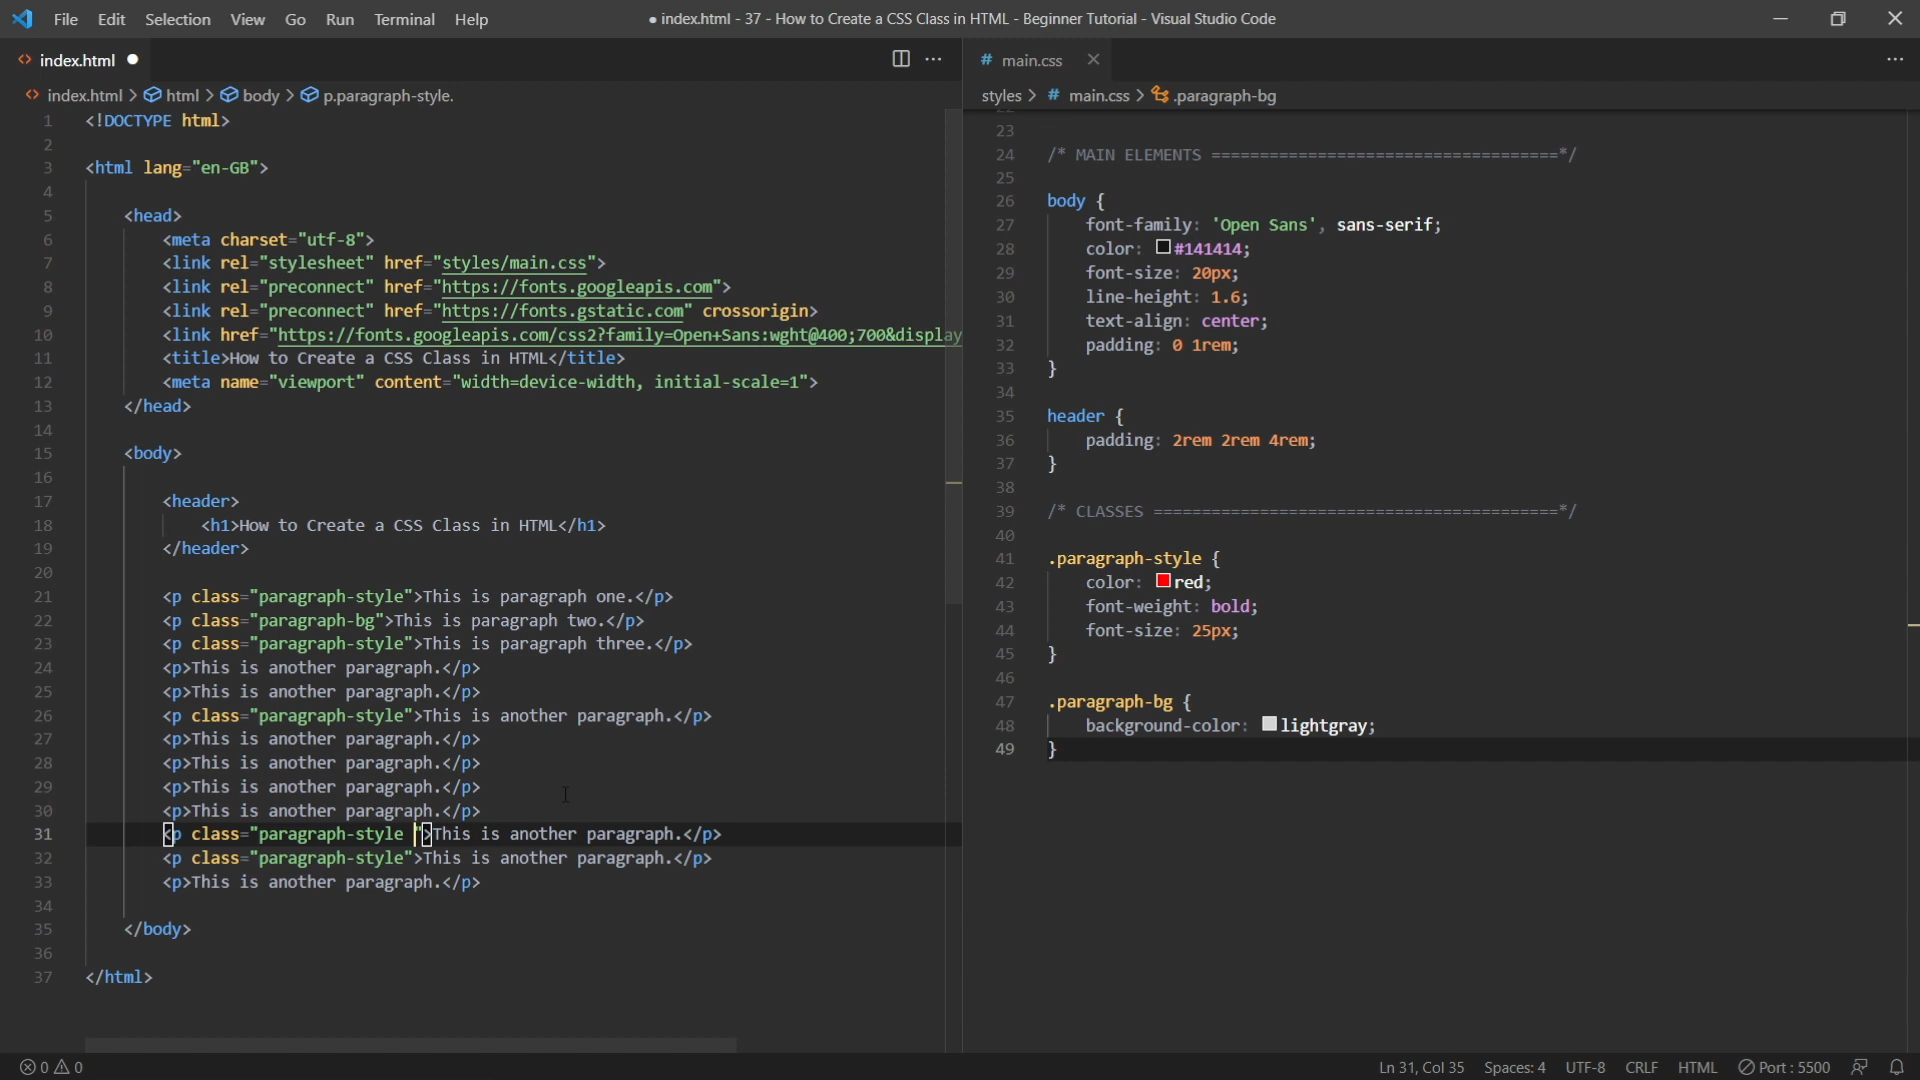 File Edit Selection View Go Run Terminal Help
● index.html - 37 - How to Create a CSS Class in HTML - Beginner Tutorial - Visual Studio Code
<> index.html ●
<> index.html > html > body > p.paragraph-style.
1 <!DOCTYPE html>
2
3 <html lang="en-GB">
4
5 <head>
6 <meta charset="utf-8">
7 <link rel="stylesheet" href="styles/main.css">
8 <link rel="preconnect" href="https://fonts.googleapis.com">
9 <link rel="preconnect" href="https://fonts.gstatic.com" crossorigin>
10 <link href="https://fonts.googleapis.com/css2?family=Open+Sans:wght@400;700&display
11 <title>How to Create a CSS Class in HTML</title>
12 <meta name="viewport" content="width=device-width, initial-scale=1">
13 </head>
14
15 <body>
16
17 <header>
18 <h1>How to Create a CSS Class in HTML</h1>
19 </header>
20
21 <p class="paragraph-style">This is paragraph one.</p>
22 <p class="paragraph-bg">This is paragraph two.</p>
23 <p class="paragraph-style">This is paragraph three.</p>
24 <p>This is another paragraph.</p>
25 <p>This is another paragraph.</p>
26 <p class="paragraph-style">This is another paragraph.</p>
27 <p>This is another paragraph.</p>
28 <p>This is another paragraph.</p>
29 <p>This is another paragraph.</p>
30 <p>This is another paragraph.</p>
31 <p class="paragraph-style ">This is another paragraph.</p>
32 <p class="paragraph-style">This is another paragraph.</p>
33 <p>This is another paragraph.</p>
34
35 </body>
36
37 </html>
# main.css
styles > # main.css > .paragraph-bg
23
24 /* MAIN ELEMENTS ====================================*/
25
26 body {
27 font-family: 'Open Sans', sans-serif;
28 color: #141414;
29 font-size: 20px;
30 line-height: 1.6;
31 text-align: center;
32 padding: 0 1rem;
33 }
34
35 header {
36 padding: 2rem 2rem 4rem;
37 }
38
39 /* CLASSES ==========================================*/
40
41 .paragraph-style {
42 color: red;
43 font-weight: bold;
44 font-size: 25px;
45 }
46
47 .paragraph-bg {
48 background-color: lightgray;
49 }
0 0
Ln 31, Col 35 Spaces: 4 UTF-8 CRLF HTML Port : 5500